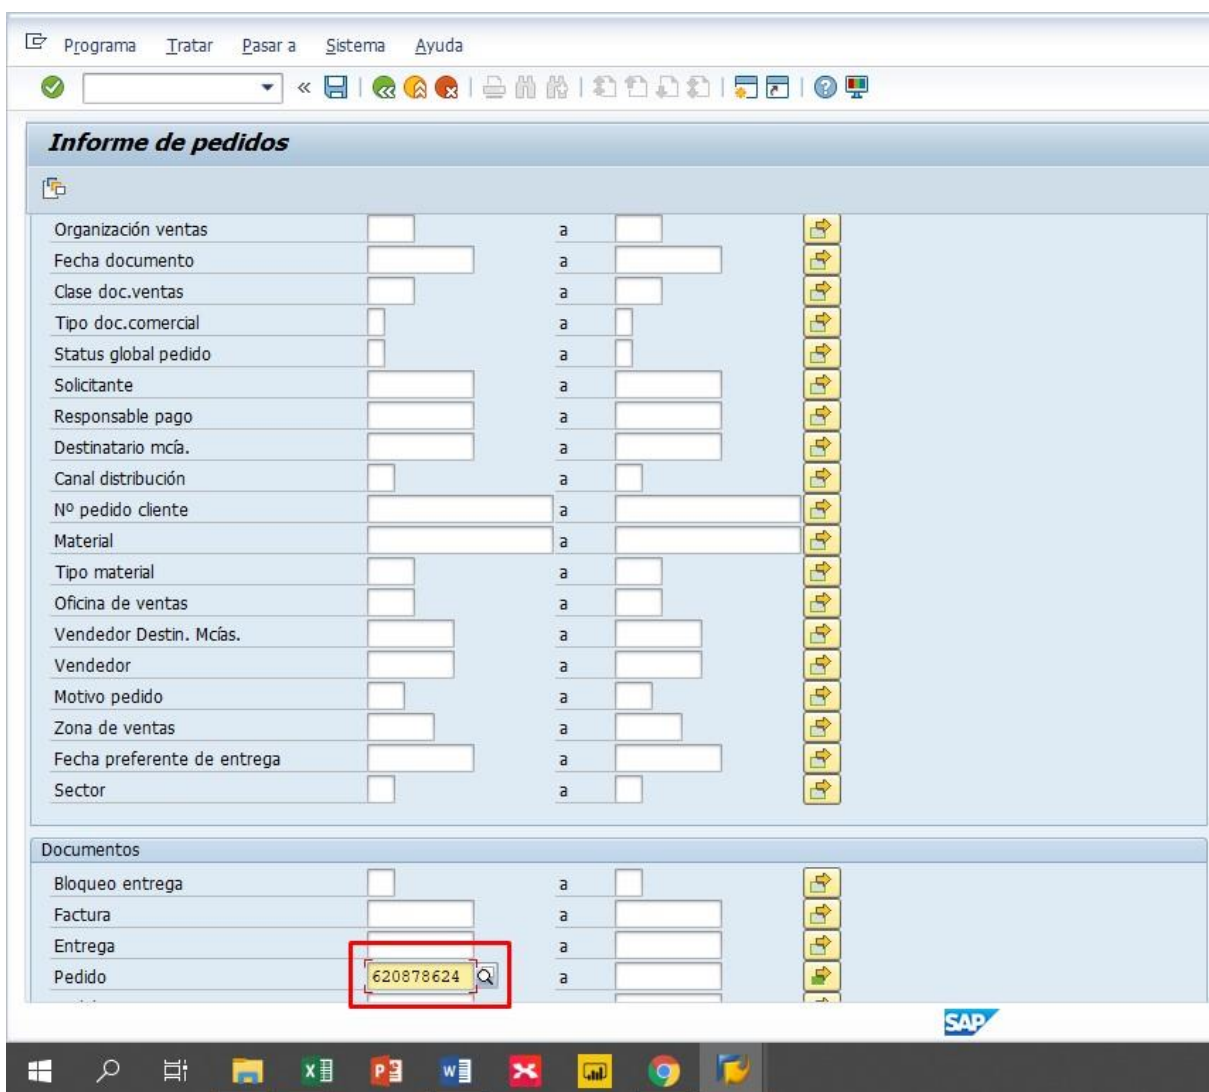 Programa Tratar Pasar a Sistema Ayuda
Informe de pedidos
Organización ventas a
Fecha documento a
Clase doc.ventas a
Tipo doc.comercial a
Status global pedido a
Solicitante a
Responsable pago a
Destinatario mcía. a
Canal distribución a
Nº pedido cliente a
Material a
Tipo material a
Oficina de ventas a
Vendedor Destin. Mcías. a
Vendedor a
Motivo pedido a
Zona de ventas a
Fecha preferente de entrega a
Sector a
Documentos
Bloqueo entrega a
Factura a
Entrega a
Pedido 620878624 a
SAP